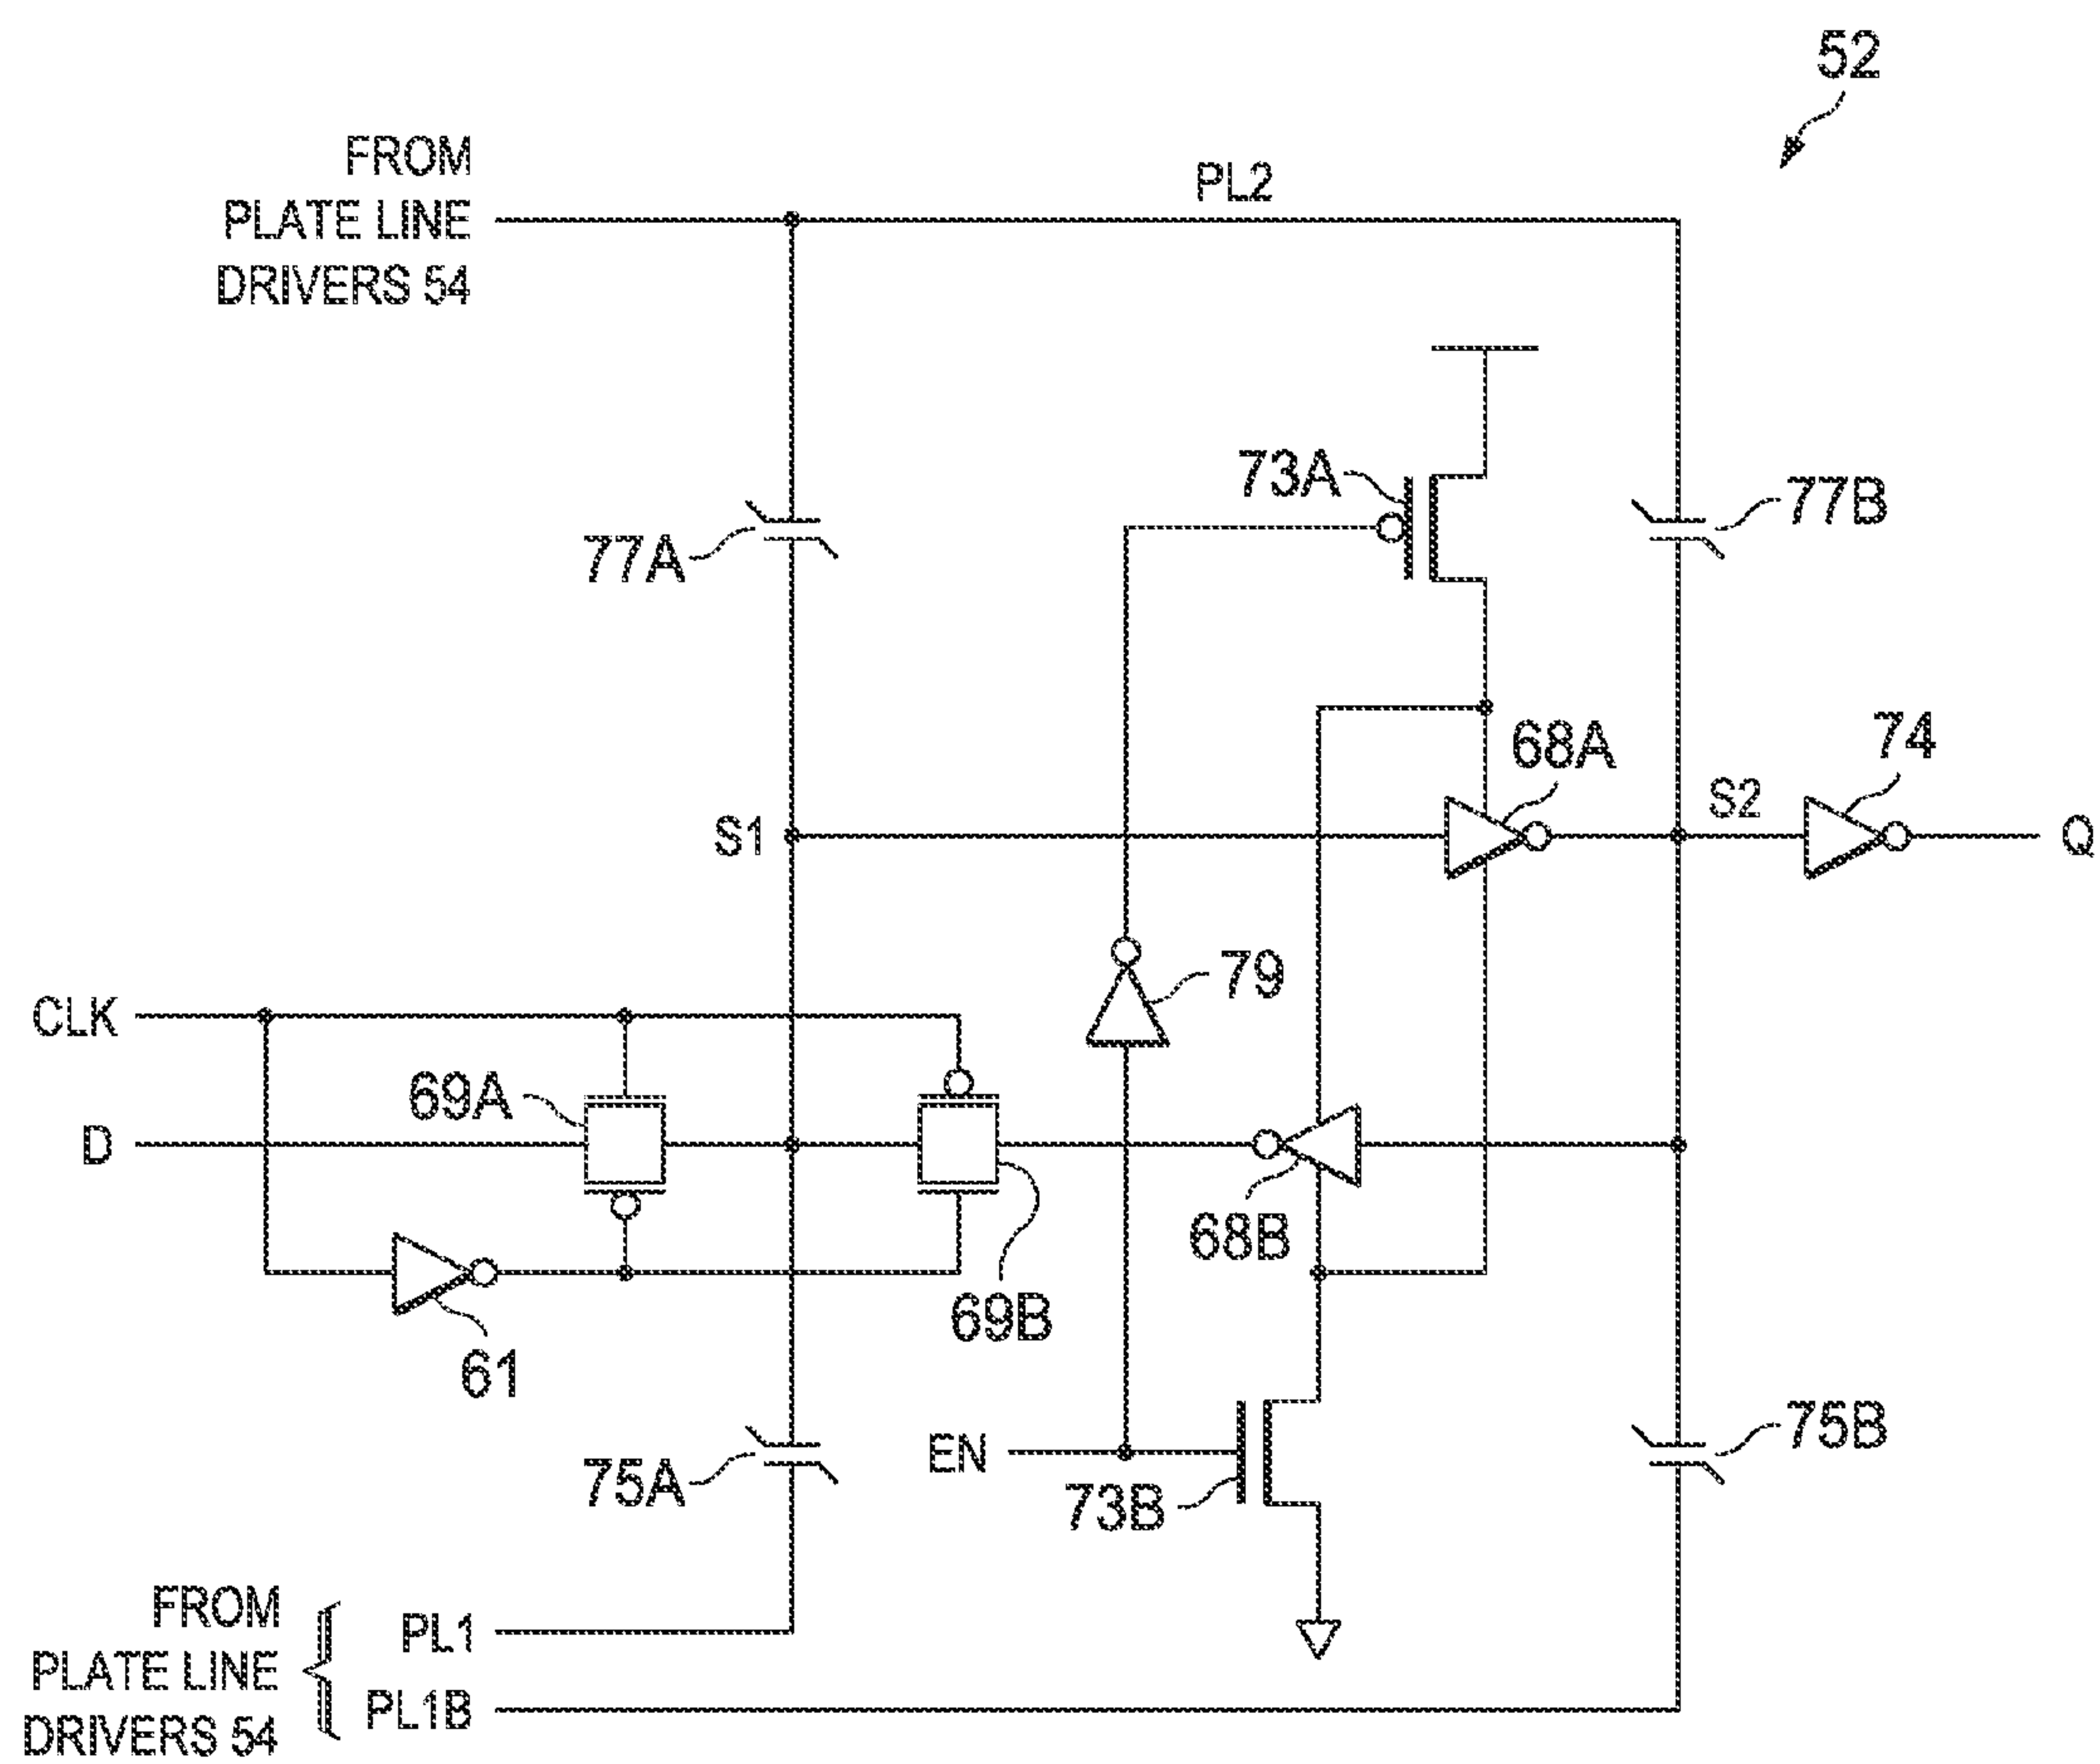 52
FROM
PLATE LINE
DRIVERS 54
PL2
73A
77A
77B
68A
74
S1
S2
Q
79
CLK
69A
D
68B
69B
61
EN
75A
73B
75B
FROM
PLATE LINE
DRIVERS 54
PL1
PL1B